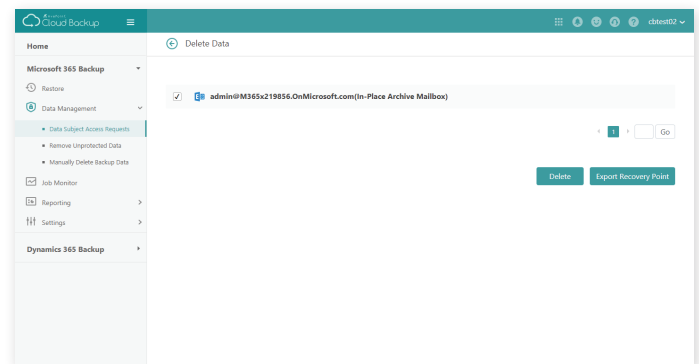 AvePoint
Cloud Backup
cbtest02
Home
Delete Data
Microsoft 365 Backup
Restore
Data Management
Data Subject Access Requests
Remove Unprotected Data
Manually Delete Backup Data
Job Monitor
Reporting
Settings
Dynamics 365 Backup
admin@M365x219856.OnMicrosoft.com(In-Place Archive Mailbox)
1 Go
Delete Export Recovery Point